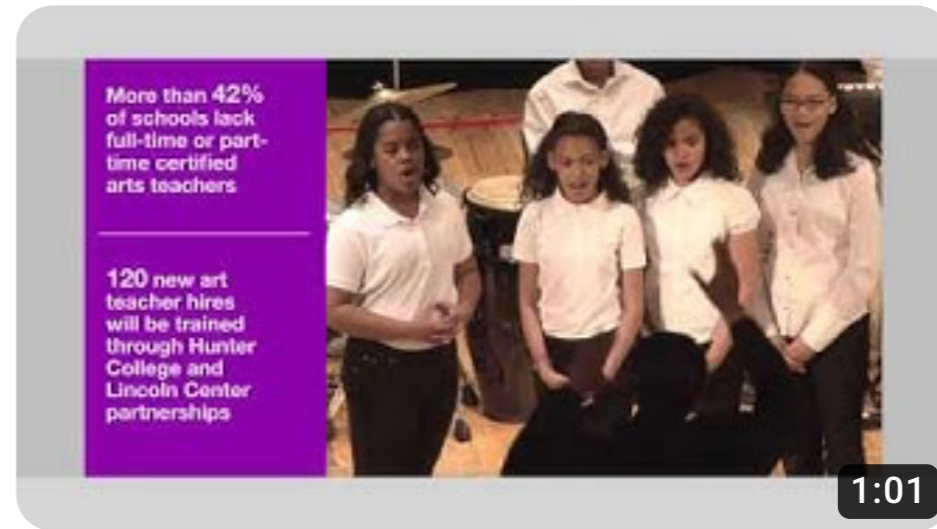 More than 42%
of schools lack
full-time or part-
time certified
arts teachers
120 new art
teacher hires
will be trained
through Hunter
College and
Lincoln Center
partnerships
1:01